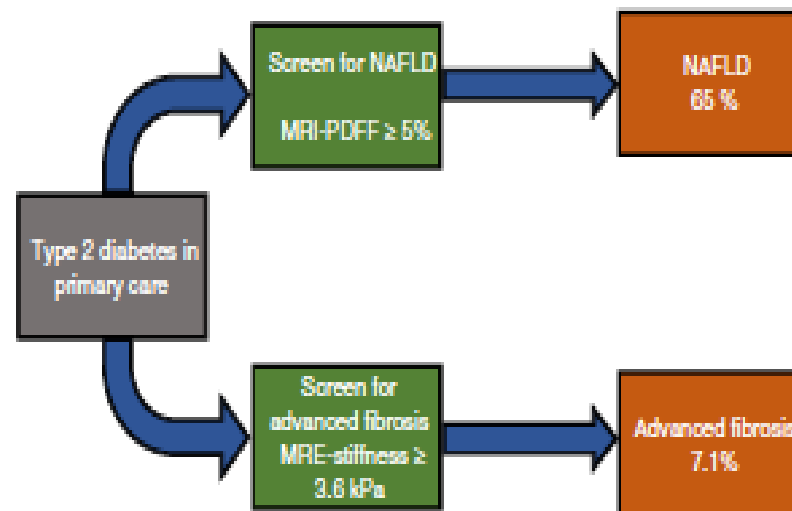 Screen for NAFLD
MRI-PDFF ≥ 5%
NAFLD
65 %
Type 2 diabetes in
primary care
Screen for
advanced fibrosis
MRE-stiffness ≥
3.6 kPa
Advanced fibrosis
7.1%